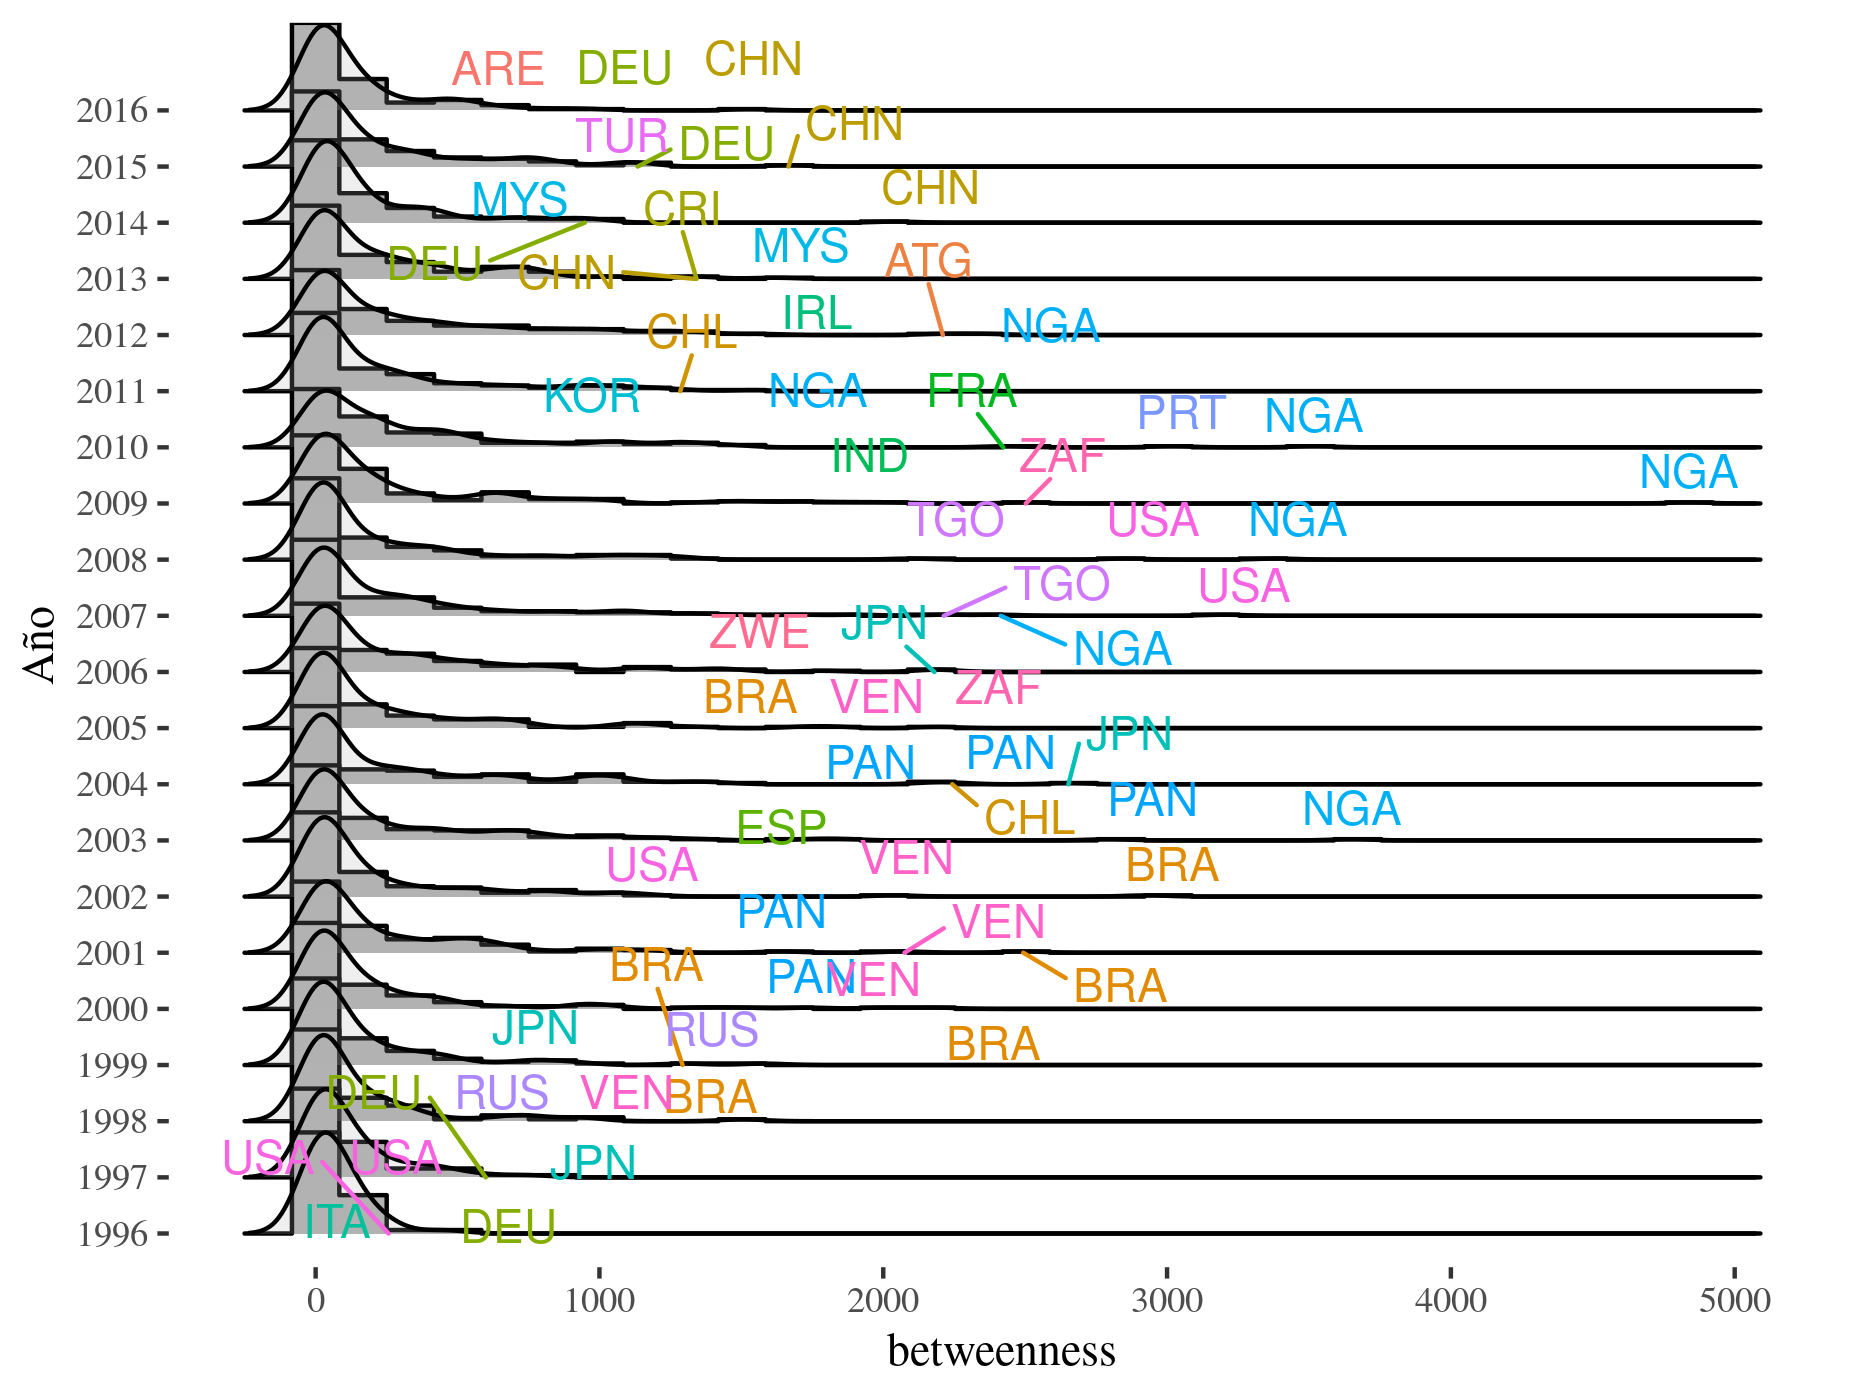 ARE DEU CHN
2016
TUR DEU CHN
2015
MYS CRI CHN
2014
DEU CHN MYS ATG
2013
CHL IRL NGA
2012
KOR NGA FRA PRT NGA
2011
IND ZAF NGA
2010
2009
TGO USA NGA
2008
TGO USA
2007
ZWE JPN NGA
2006
BRA VEN ZAF
2005
PAN PAN JPN
2004
CHL PAN NGA
ESP
2003
USA VEN BRA
2002
PAN VEN
2001
BRA PAN VEN BRA
2000
JPN RUS BRA
1999
DEU RUS VEN BRA
1998
USA USA JPN
1997
ITA DEU
1996
Año
0 1000 2000 3000 4000 5000
betweenness